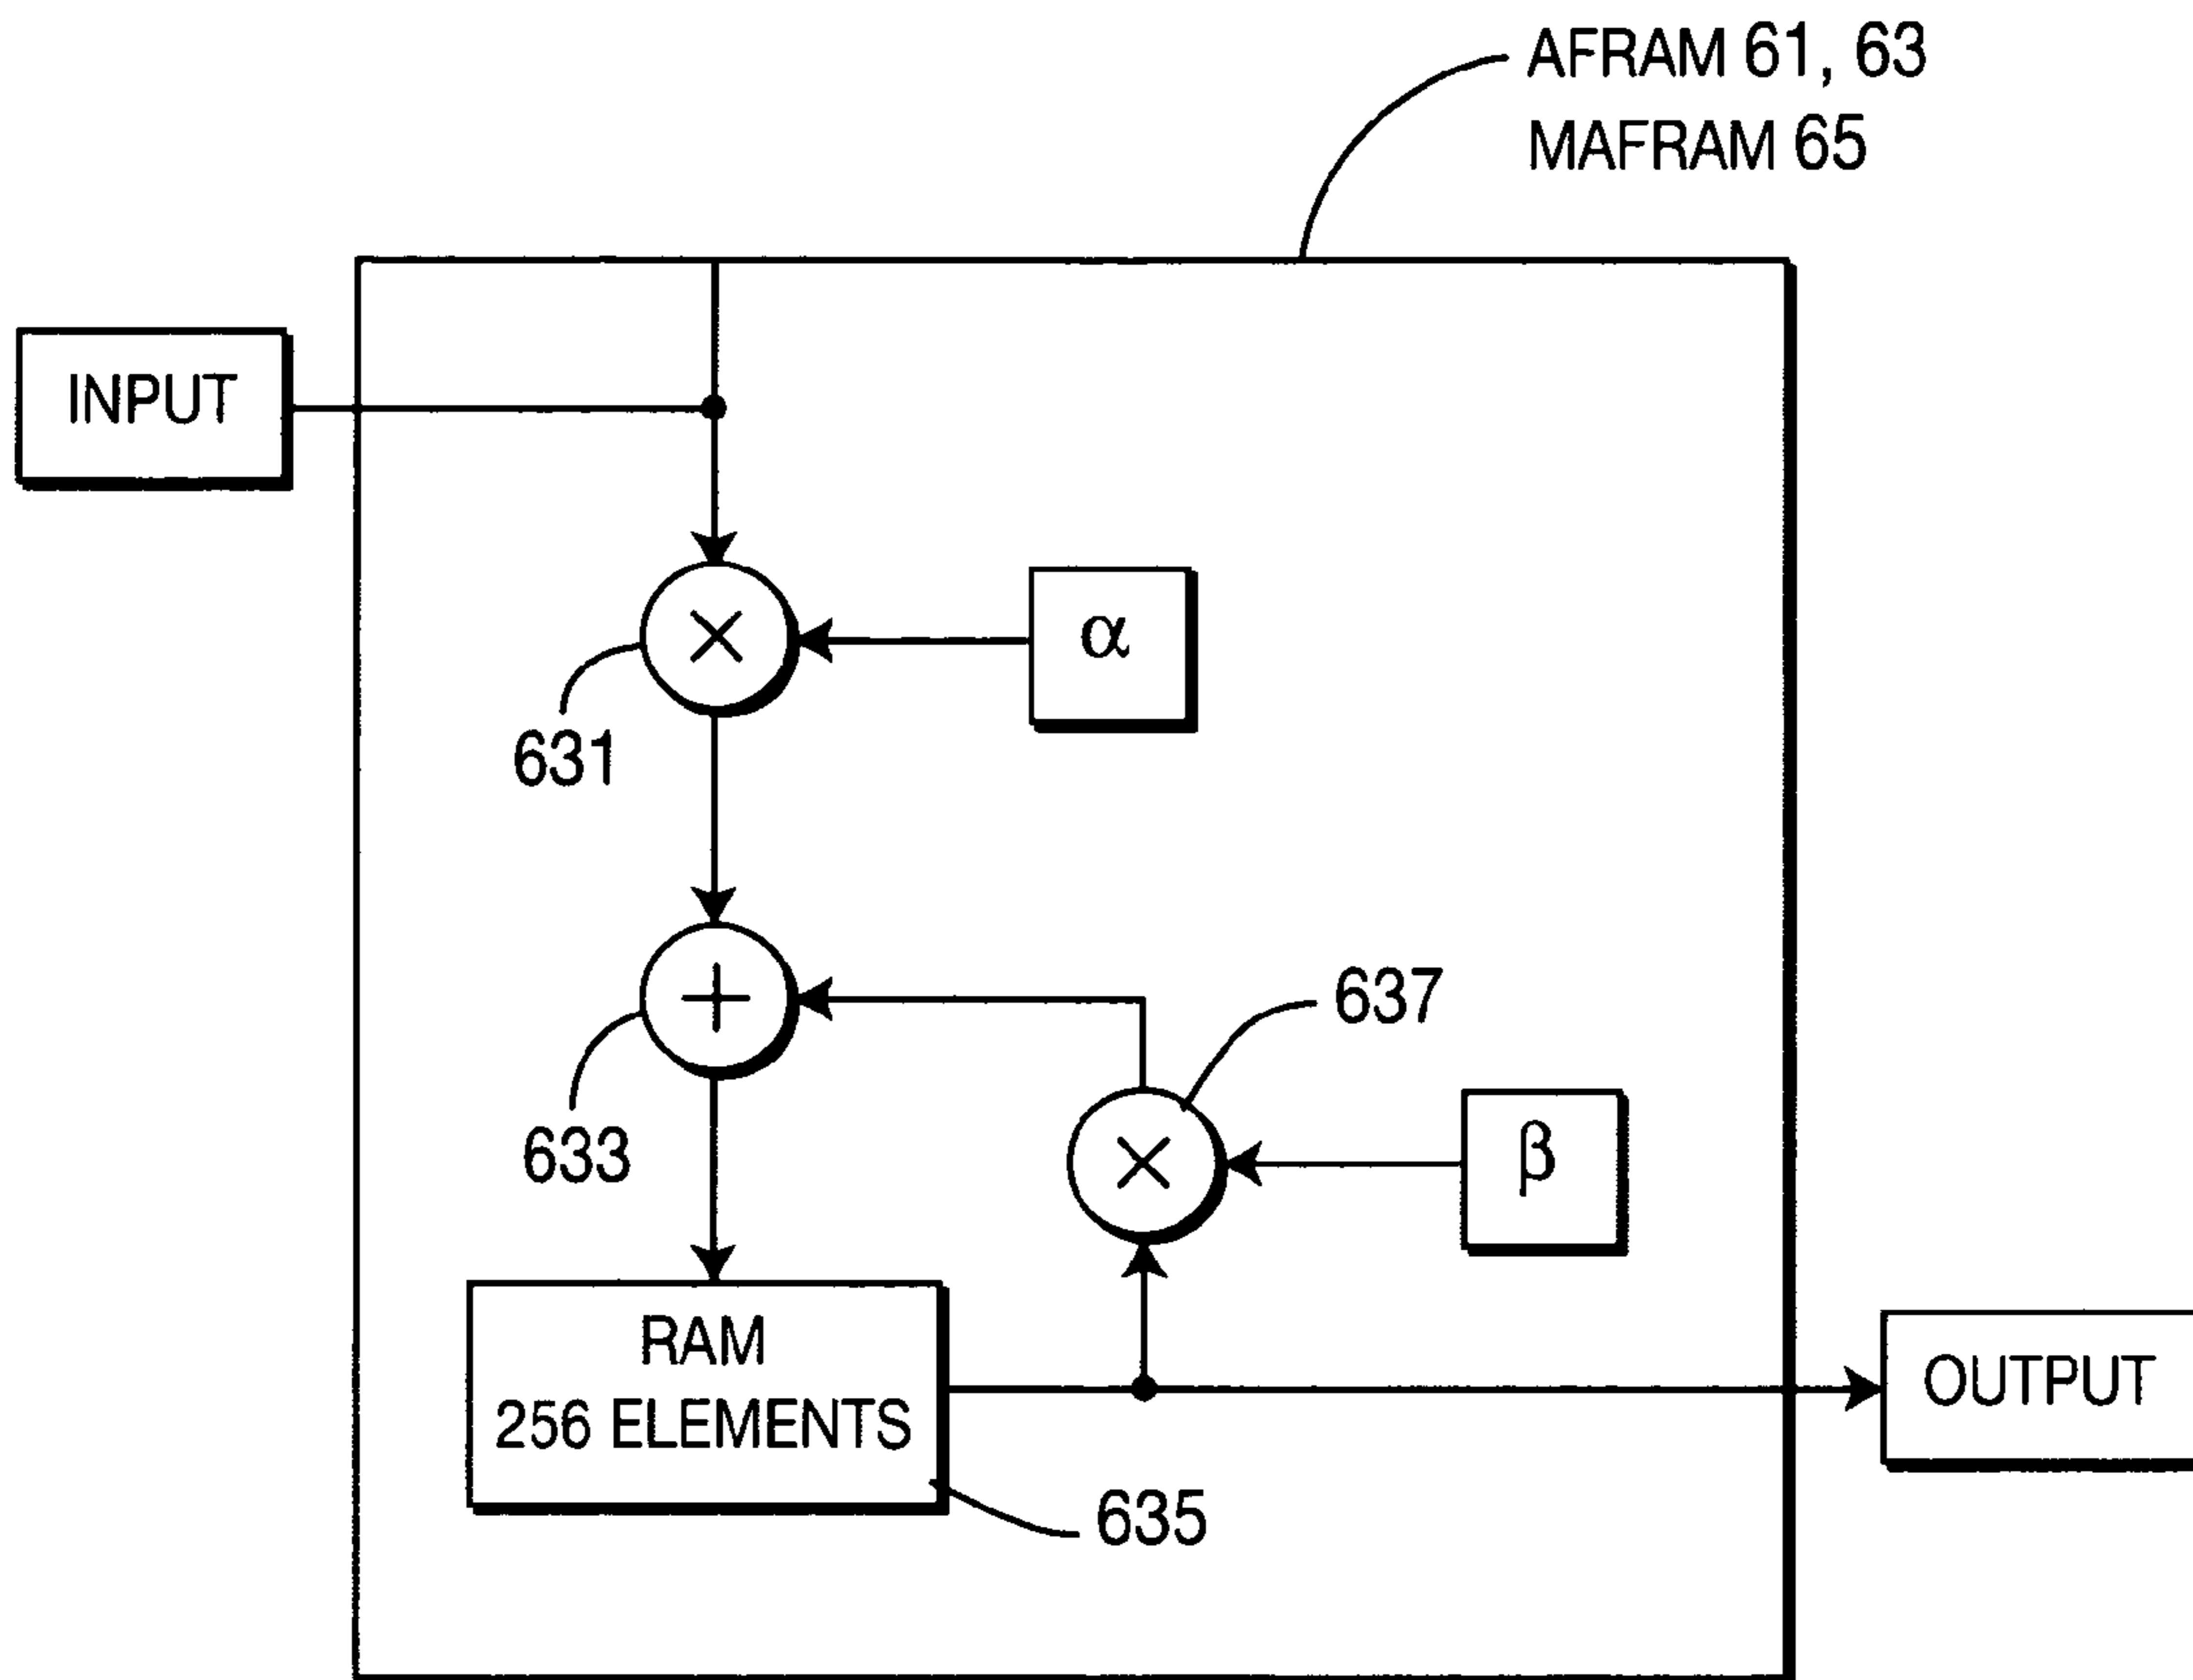 AFRAM 61, 63
MAFRAM 65
INPUT
×
α
631
+
637
633
×
β
RAM
256 ELEMENTS
OUTPUT
635